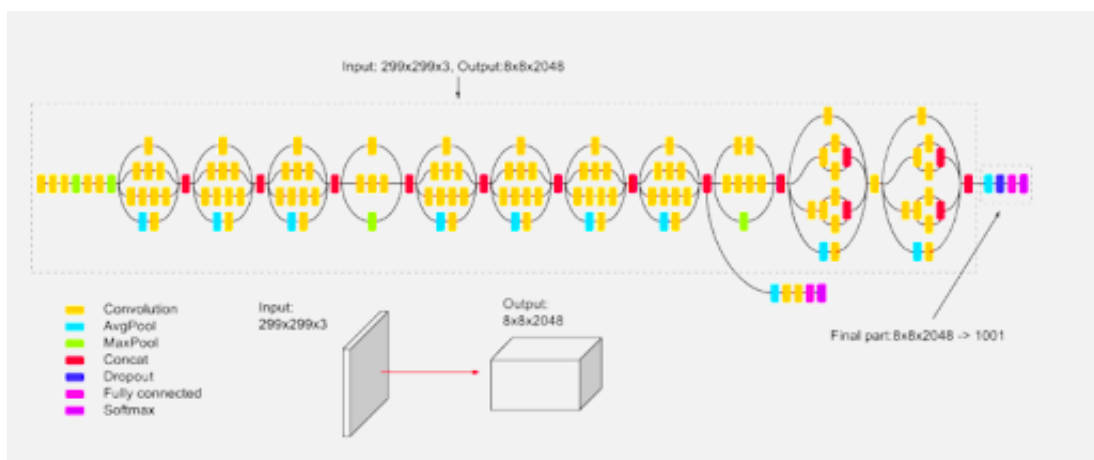 Input: 299x299x3, Output:8x8x2048
Convolution
AvgPool
MaxPool
Concat
Dropout
Fully connected
Softmax
Input:
299x299x3
Output:
8x8x2048
Final part:8x8x2048 -> 1001